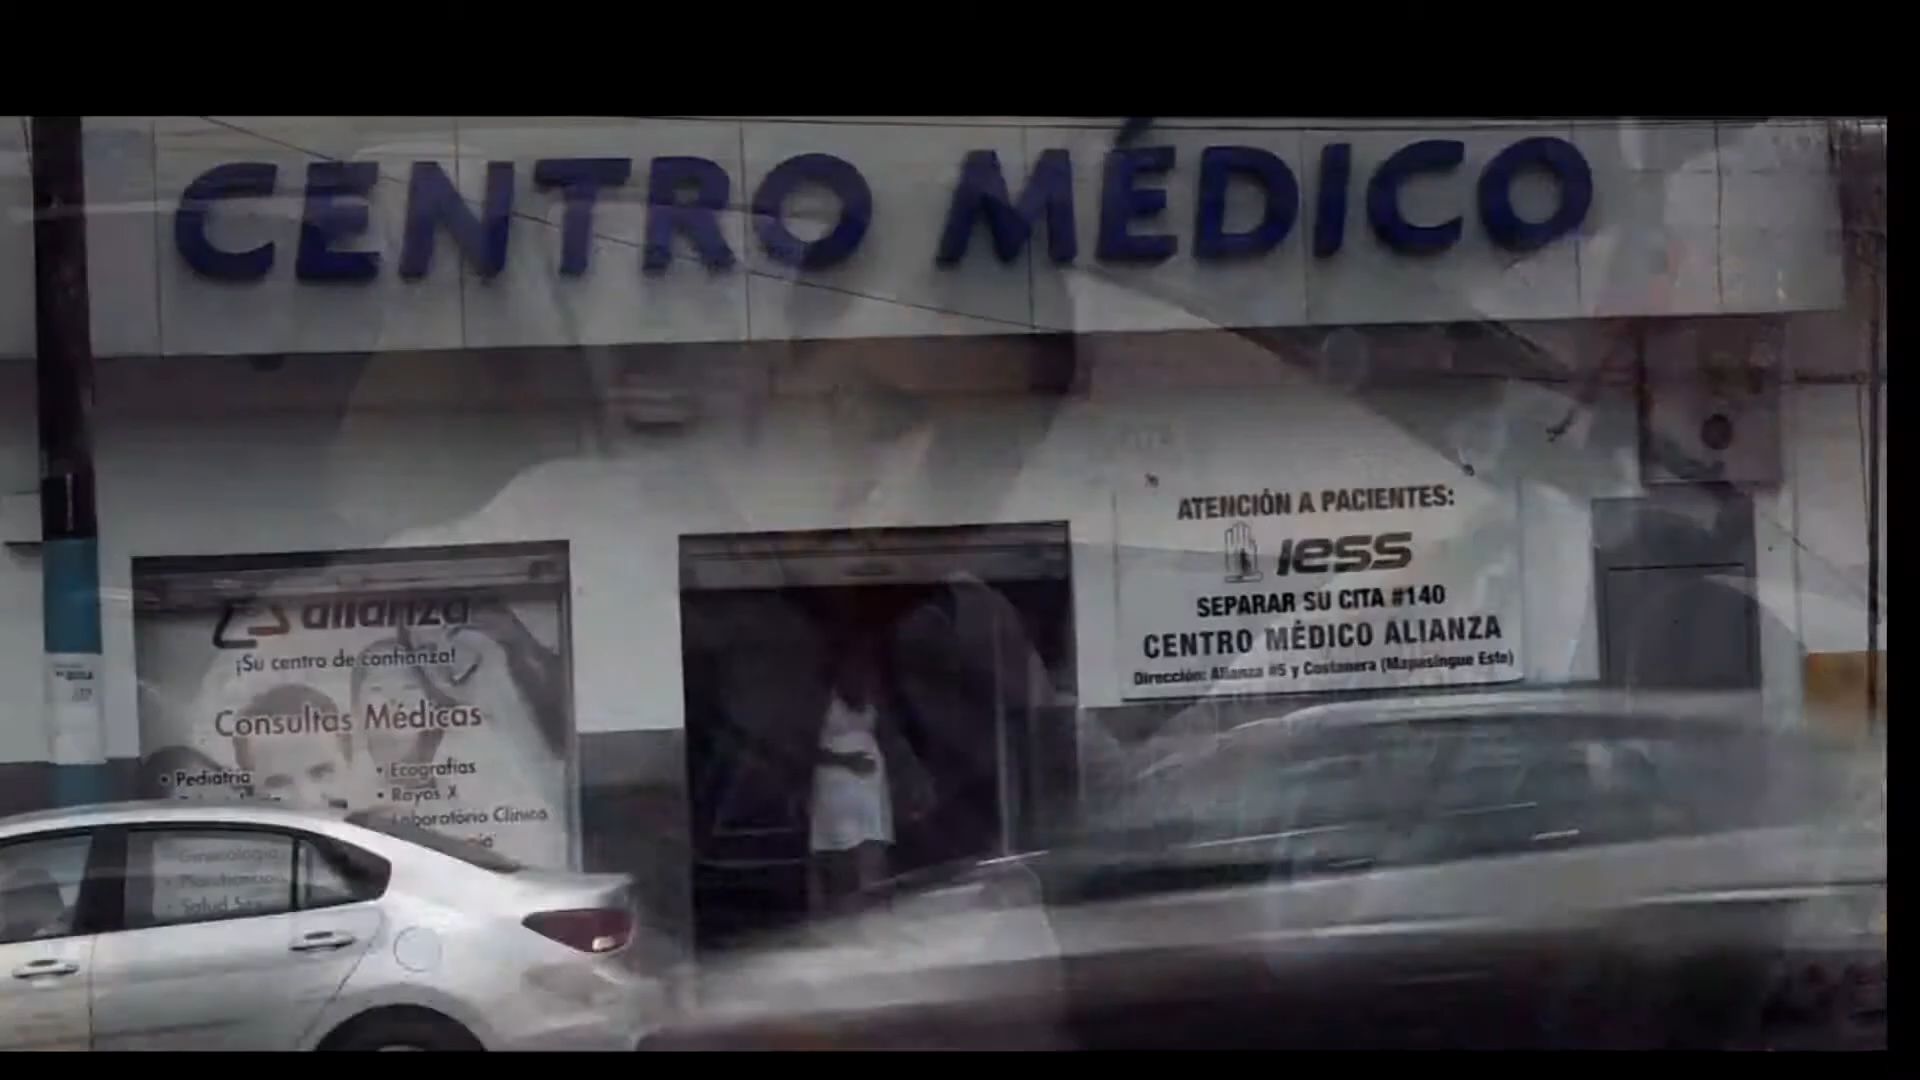 CENTRO MÉDICO
ATENCIÓN A PACIENTES:
IESS
SEPARAR SU CITA #140
CENTRO MÉDICO ALIANZA
Dirección: Alianza #5 y Costanera (Mapasingue Este)
alianza
¡Su centro de confianza!
Consultas Médicas
• Pediatría
• Ecografías
• Rayos X
Laboratorio Clínico
• Ginecología